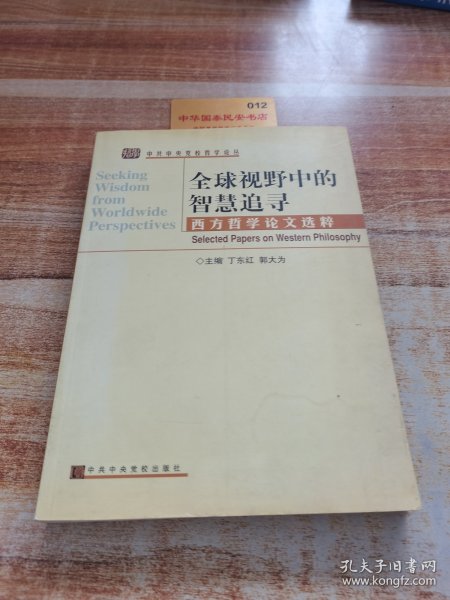 012
中华国泰民安书店
中共中央党校哲学论丛
Seeking
Wisdom
from
Worldwide
Perspectives
全球视野中的
智慧追寻
西方哲学论文选粹
Selected Papers on Western Philosophy
◇主编 丁东红 郭大为
中共中央党校出版社
孔夫子旧书网
www.kongfz.com